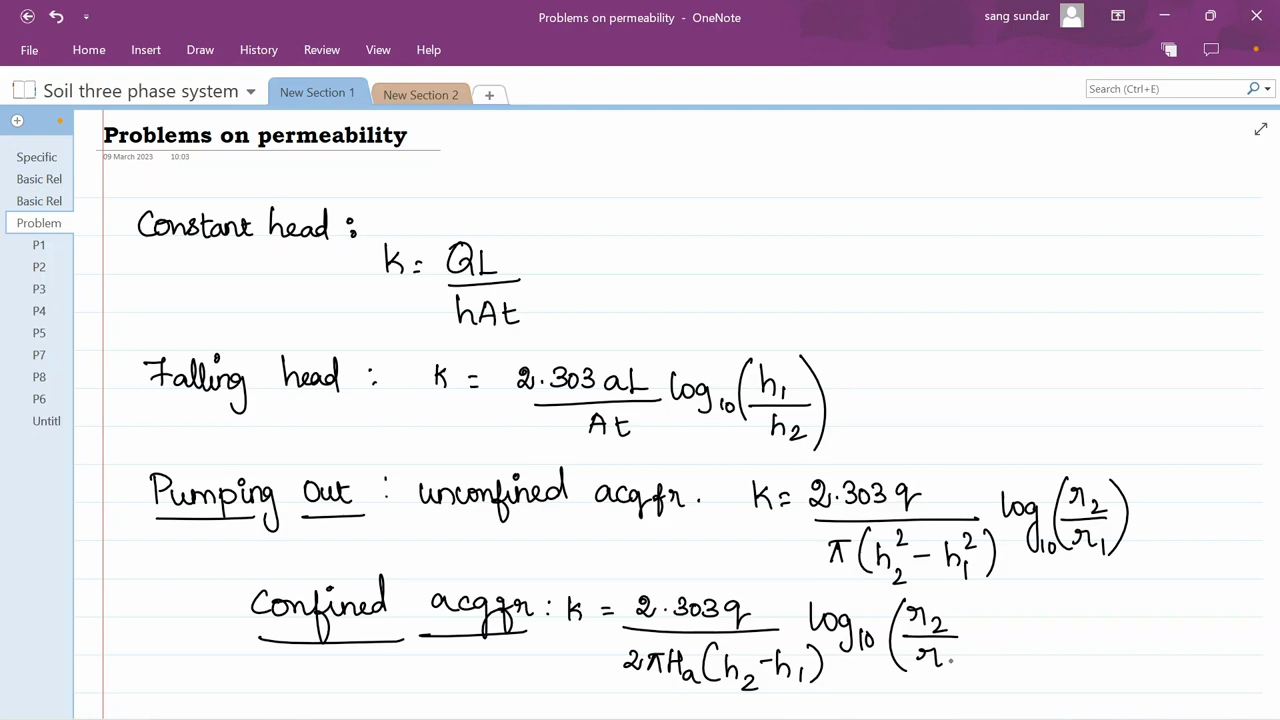 Problems on permeability - OneNote
sang sundar
File Home Insert Draw History Review View Help
Soil three phase system New Section 1 New Section 2 Search (Ctrl+E)
Problems on permeability
09 March 2023 10:03
Specific
Basic Rel
Basic Rel
Problem
P1
P2
P3
P4
P5
P7
P8
P6
Untitl
Constant head :
K = QL / hAt
Falling head : K = 2.303 aL / At log₁₀ (h₁ / h₂)
Pumping Out : unconfined acqfr. K = 2.303 q / π(h₂² - h₁²) log₁₀ (r₂ / r₁)
Confined acqfr : K = 2.303 q / 2πHₐ(h₂ - h₁) log₁₀ (r₂ / r